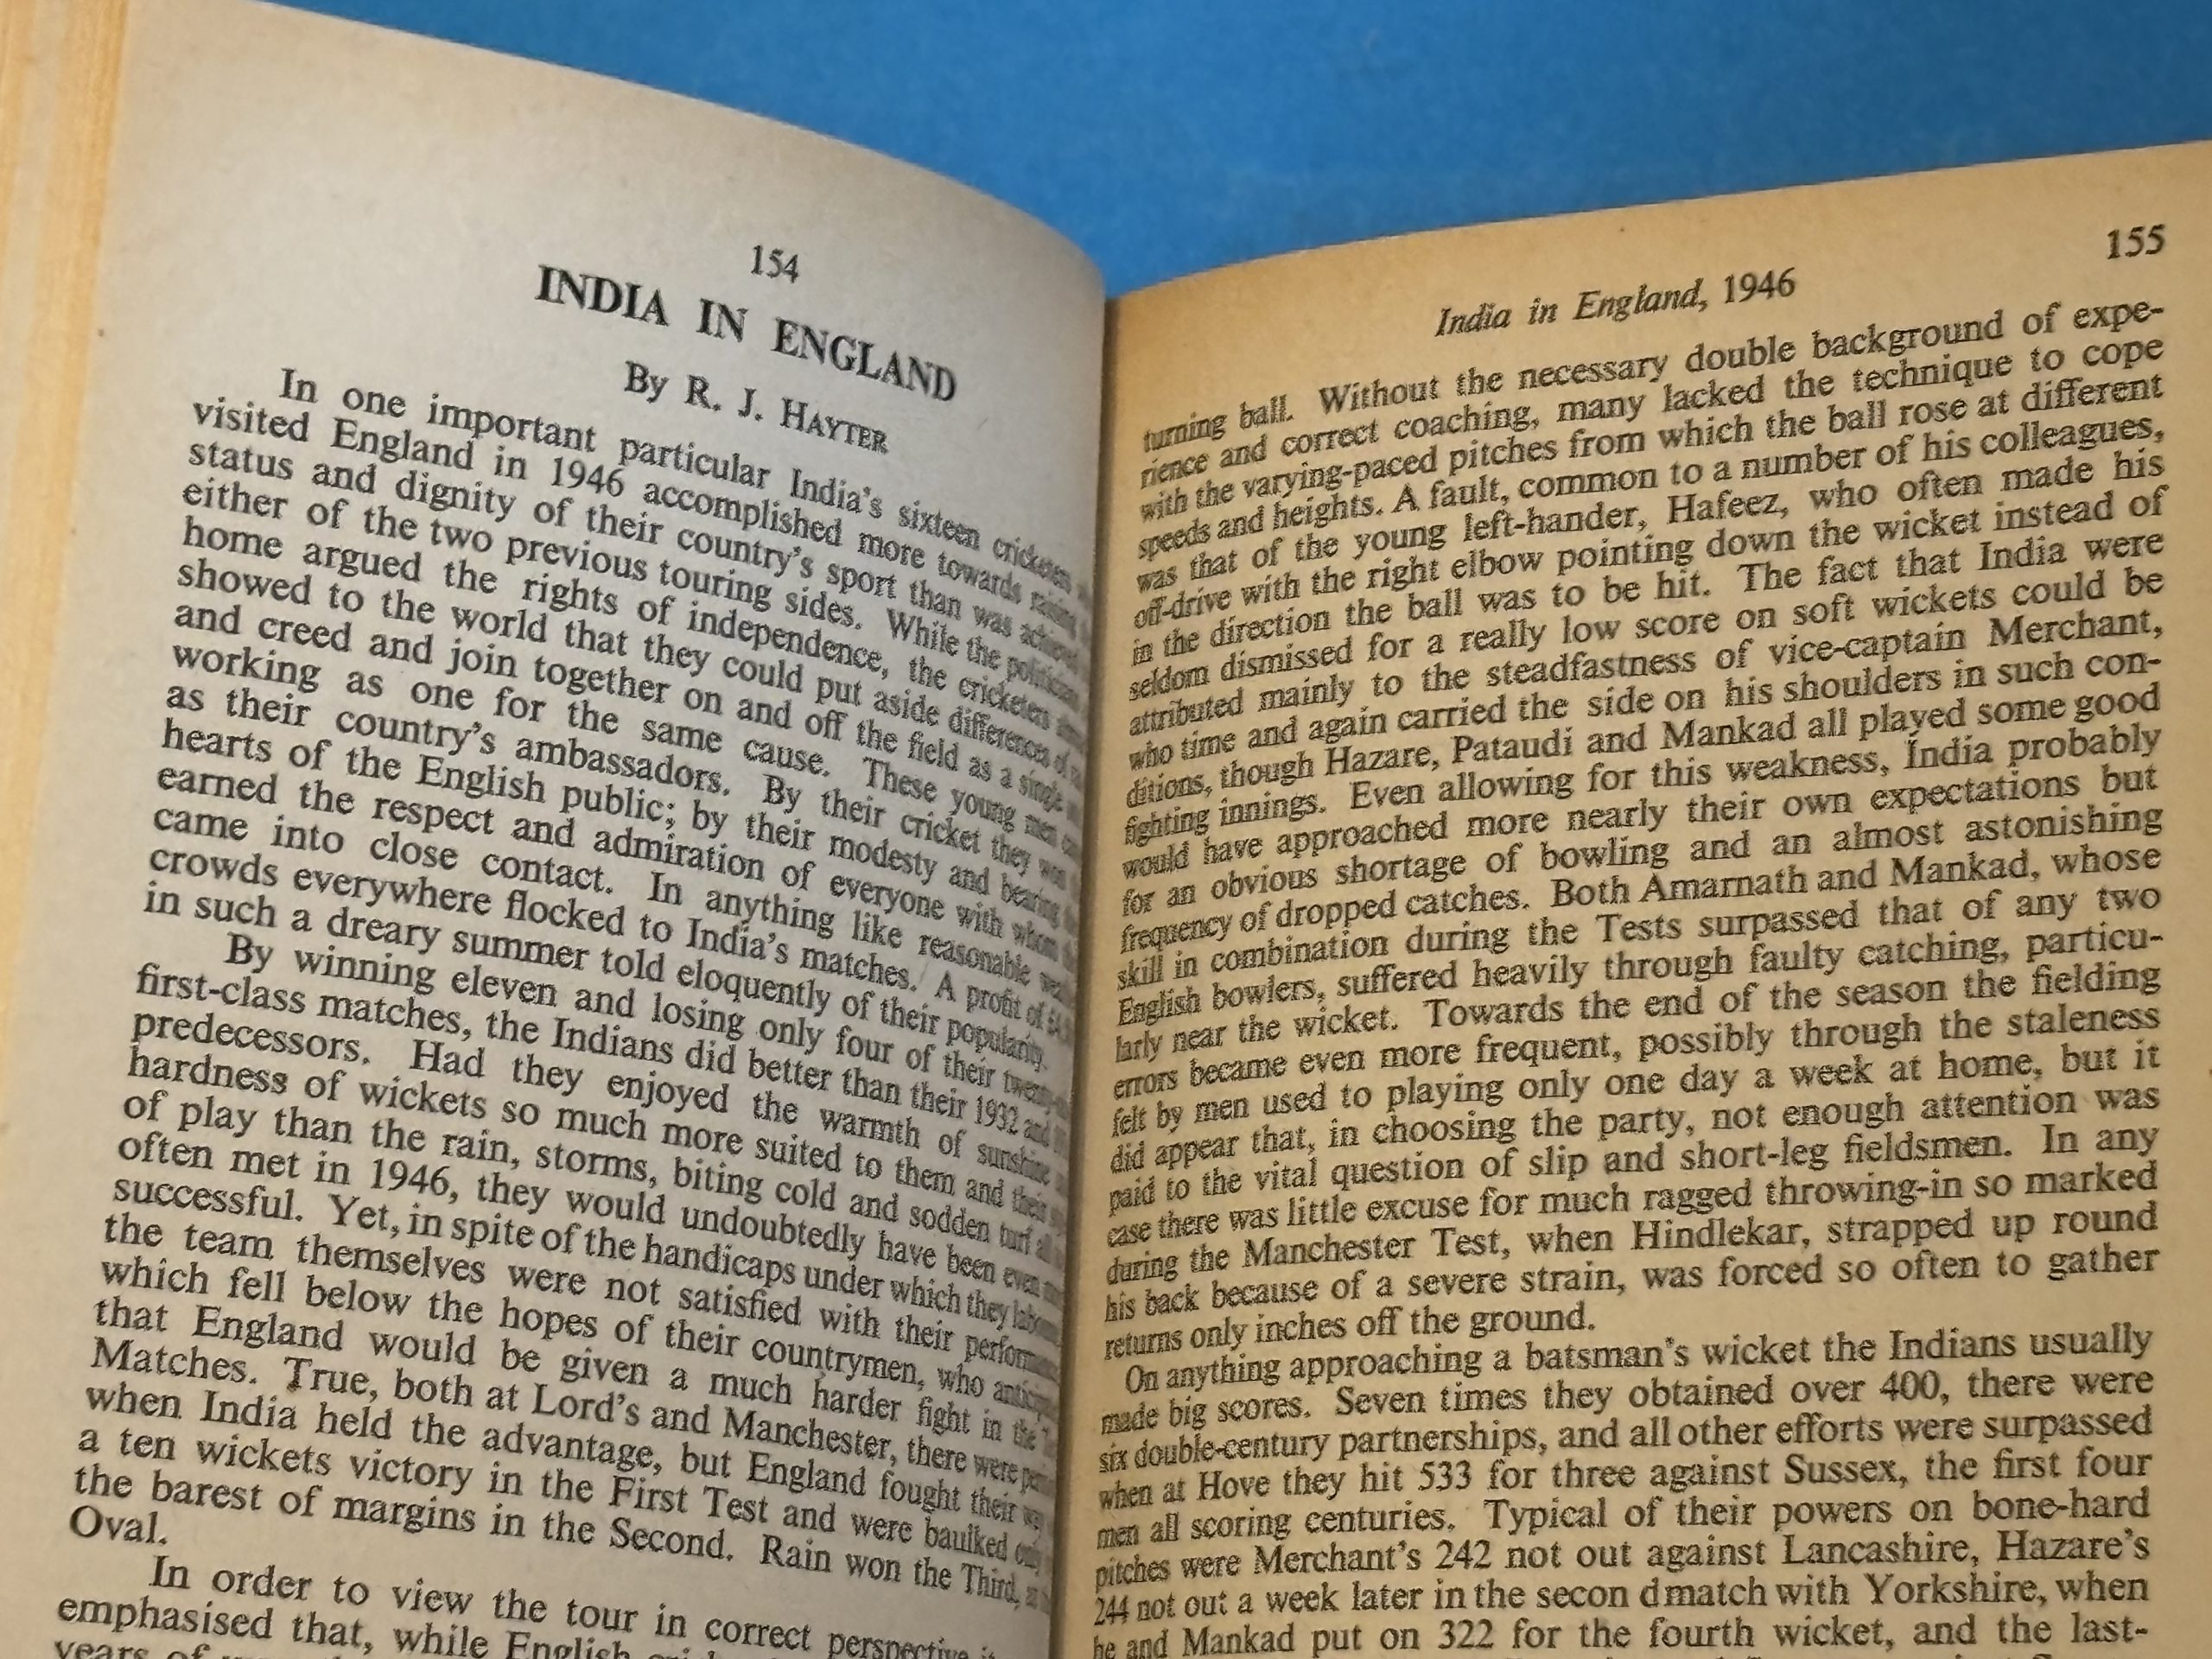 154
INDIA IN ENGLAND
By R. J. HAYTER
In one important particular India's sixteen cricketers
visited England in 1946 accomplished more towards raising
status and dignity of their country's sport than was achieved
either of the two previous touring sides. While the politicians
home argued the rights of independence, the cricketers
showed to the world that they could put aside differences of
and creed and join together on and off the field as a single
working as one for the same cause. These young men
as their country's ambassadors. By their cricket they won
hearts of the English public; by their modesty and bearing
earned the respect and admiration of everyone with whom
came into close contact. In anything like reasonable
crowds everywhere flocked to India's matches. A profit of
in such a dreary summer told eloquently of their popularity.
By winning eleven and losing only four of their
first-class matches, the Indians did better than their 1932 and
predecessors. Had they enjoyed the warmth of sunshine
hardness of wickets so much more suited to them and their
of play than the rain, storms, biting cold and sodden turf
often met in 1946, they would undoubtedly have been even
successful. Yet, in spite of the handicaps under which they
the team themselves were not satisfied with their
which fell below the hopes of their countrymen, who
that England would be given a much harder fight in the
Matches. True, both at Lord's and Manchester, there were
when India held the advantage, but England fought their
a ten wickets victory in the First Test and were baulked
the barest of margins in the Second. Rain won the Third,
Oval.
In order to view the tour in correct perspective
emphasised that, while English
years of
155
India in England, 1946
turning ball. Without the necessary double background of expe-
rience and correct coaching, many lacked the technique to cope
with the varying-paced pitches from which the ball rose at different
speeds and heights. A fault, common to a number of his colleagues,
was that of the young left-hander, Hafeez, who often made his
off-drive with the right elbow pointing down the wicket instead of
in the direction the ball was to be hit. The fact that India were
seldom dismissed for a really low score on soft wickets could be
attributed mainly to the steadfastness of vice-captain Merchant,
who time and again carried the side on his shoulders in such con-
ditions, though Hazare, Pataudi and Mankad all played some good
fighting innings. Even allowing for this weakness, India probably
would have approached more nearly their own expectations but
for an obvious shortage of bowling and an almost astonishing
frequency of dropped catches. Both Amarnath and Mankad, whose
skill in combination during the Tests surpassed that of any two
English bowlers, suffered heavily through faulty catching, particu-
larly near the wicket. Towards the end of the season the fielding
errors became even more frequent, possibly through the staleness
felt by men used to playing only one day a week at home, but it
did appear that, in choosing the party, not enough attention was
paid to the vital question of slip and short-leg fieldsmen. In any
case there was little excuse for much ragged throwing-in so marked
during the Manchester Test, when Hindlekar, strapped up round
his back because of a severe strain, was forced so often to gather
returns only inches off the ground.
On anything approaching a batsman's wicket the Indians usually
made big scores. Seven times they obtained over 400, there were
six double-century partnerships, and all other efforts were surpassed
when at Hove they hit 533 for three against Sussex, the first four
men all scoring centuries. Typical of their powers on bone-hard
pitches were Merchant's 242 not out against Lancashire, Hazare's
244 not out a week later in the secon dmatch with Yorkshire, when
he and Mankad put on 322 for the fourth wicket, and the last-